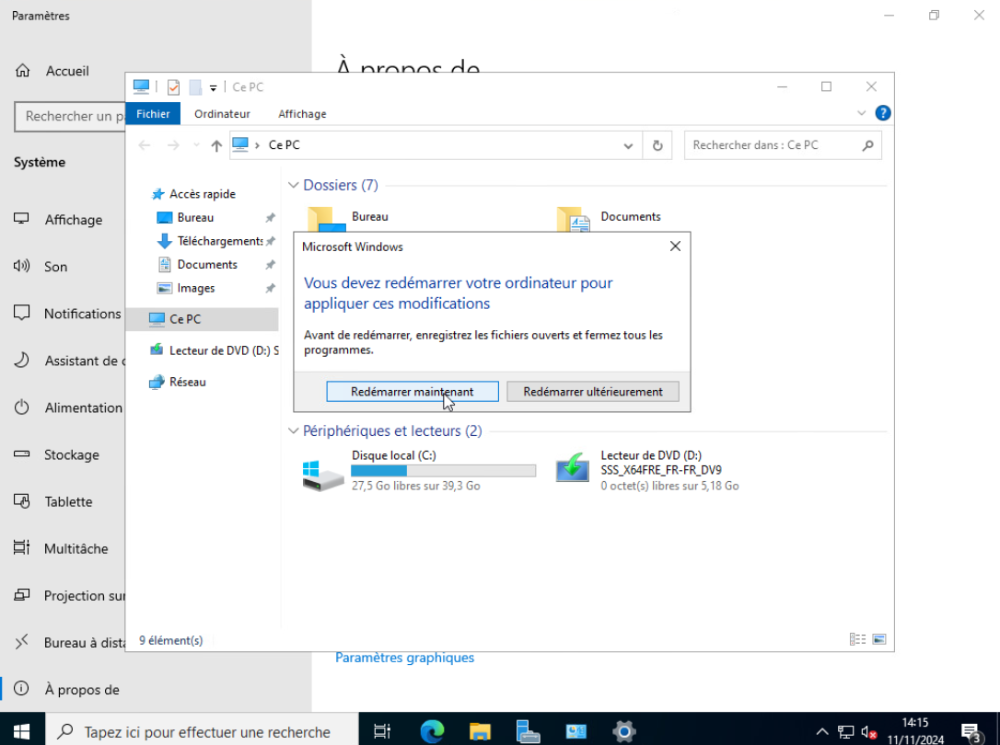 Paramètres
À propos de
Accueil
Ce PC
Rechercher un p
Fichier
Ordinateur
Affichage
?
Ce PC
Rechercher dans : Ce PC
Système
Accès rapide
Dossiers (7)
Affichage
Bureau
Bureau
Documents
Téléchargements
Son
Documents
Images
Notifications
Ce PC
Assistant de c
Lecteur de DVD (D:) S
Réseau
Microsoft Windows
Vous devez redémarrer votre ordinateur pour
appliquer ces modifications
Avant de redémarrer, enregistrez les fichiers ouverts et fermez tous les
programmes.
Redémarrer maintenant
Redémarrer ultérieurement
Alimentation
Périphériques et lecteurs (2)
Stockage
Disque local (C:)
27,5 Go libres sur 39,3 Go
Lecteur de DVD (D:)
SSS_X64FRE_FR-FR_DV9
0 octet(s) libres sur 5,18 Go
Tablette
Multitâche
Projection sur
Bureau à dista
9 élément(s)
Paramètres graphiques
À propos de
Tapez ici pour effectuer une recherche
14:15
11/11/2024
3